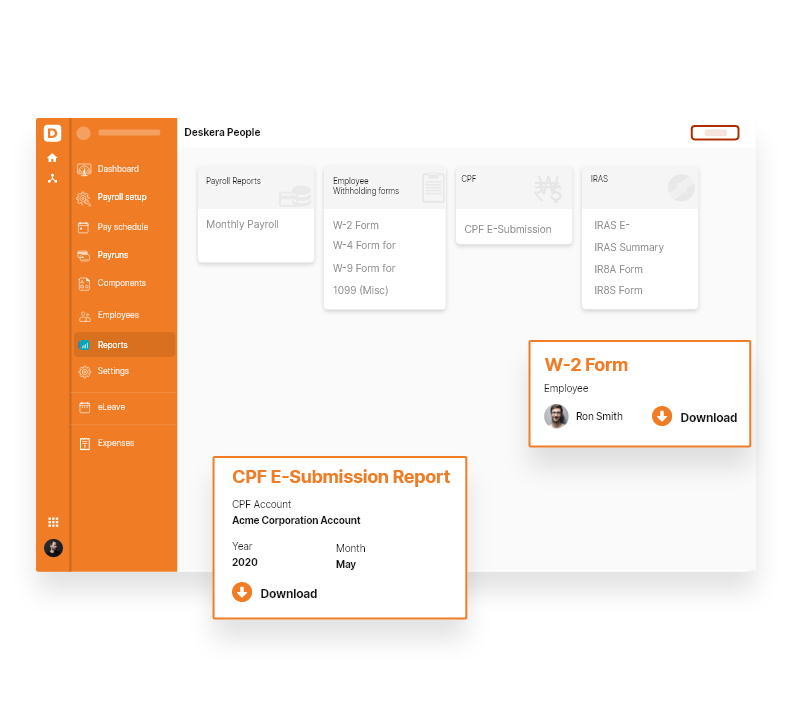 D
Deskera People
Dashboard
Payroll setup
Pay schedule
Payruns
Components
Employees
Reports
Settings
eLeave
Expenses
Payroll Reports
Monthly Payroll
Employee
Withholding forms
W-2 Form
W-4 Form for
W-9 Form for
1099 (Misc)
CPF
CPF E-Submission
IRAS
IRAS E-
IRAS Summary
IR8A Form
IR8S Form
W-2 Form
Employee
Ron Smith
Download
CPF E-Submission Report
CPF Account
Acme Corporation Account
Year
Month
2020
May
Download